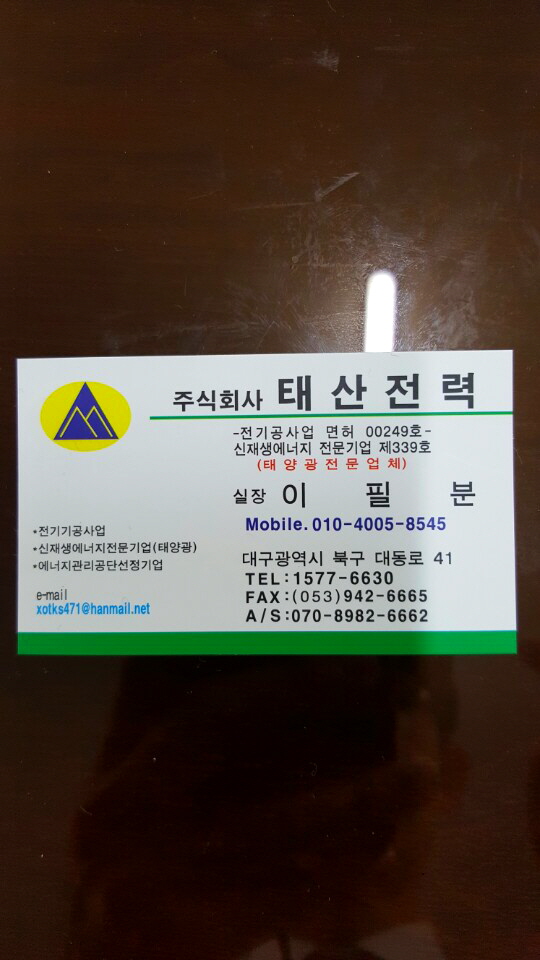 주식회사 태산전력
-전기공사업 면허 00249호-
신재생에너지 전문기업 제339호
(태양광전문업체)
실장 이 필 분
Mobile. 010-4005-8545
*전기기공사업
*신재생에너지전문기업(태양광)
*에너지관리공단선정기업
e-mail
xotks471@hanmail.net
대구광역시 북구 대동로 41
TEL:1577-6630
FAX:(053)942-6665
A/S:070-8982-6662